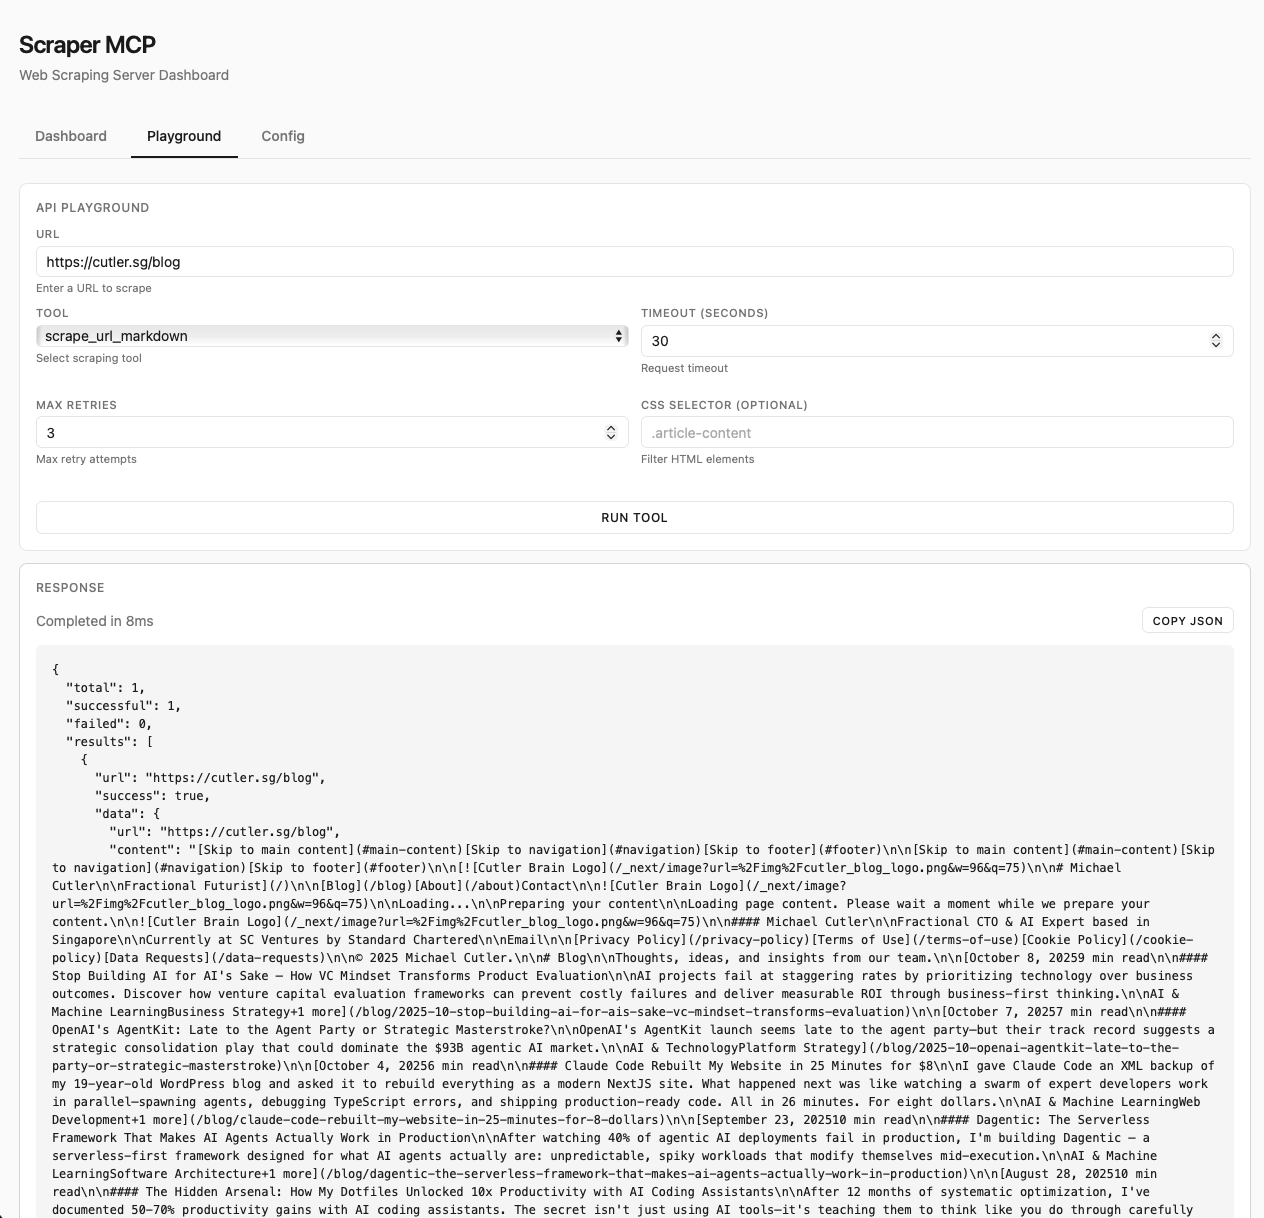 Scraper MCP
Web Scraping Server Dashboard
Dashboard
Playground
Config
API PLAYGROUND
URL
https://cutler.sg/blog
Enter a URL to scrape
TOOL
scrape_url_markdown
Select scraping tool
TIMEOUT (SECONDS)
30
Request timeout
MAX RETRIES
3
Max retry attempts
CSS SELECTOR (OPTIONAL)
.article-content
Filter HTML elements
RUN TOOL
RESPONSE
Completed in 8ms
COPY JSON
{
  "total": 1,
  "successful": 1,
  "failed": 0,
  "results": [
    {
      "url": "https://cutler.sg/blog",
      "success": true,
      "data": {
        "url": "https://cutler.sg/blog",
        "content": "[Skip to main content](#main-content)[Skip to navigation](#navigation)[Skip to footer](#footer)\n\n[Skip to main content](#main-content)[Skip
to navigation](#navigation)[Skip to footer](#footer)\n\n[![Cutler Brain Logo](/_next/image?url=%2Fimg%2Fcutler_blog_logo.png&w=96&q=75)\n\n# Michael
Cutler\n\nFractional Futurist](/)\n\n[Blog](/blog)[About](/about)Contact\n\n![Cutler Brain Logo](/_next/image?
url=%2Fimg%2Fcutler_blog_logo.png&w=96&q=75)\n\nLoading...\n\nPreparing your content\n\nLoading page content. Please wait a moment while we prepare your
content.\n\n![Cutler Brain Logo](/_next/image?url=%2Fimg%2Fcutler_blog_logo.png&w=96&q=75)\n\n#### Michael Cutler\n\nFractional CTO & AI Expert based in
Singapore\n\nCurrently at SC Ventures by Standard Chartered\n\nEmail\n\n[Privacy Policy](/privacy-policy)[Terms of Use](/terms-of-use)[Cookie Policy](/cookie-
policy)[Data Requests](/data-requests)\n\n© 2025 Michael Cutler.\n\n# Blog\n\nThoughts, ideas, and insights from our team.\n\n[October 8, 20259 min read\n\n####
Stop Building AI for AI's Sake — How VC Mindset Transforms Product Evaluation\n\nAI projects fail at staggering rates by prioritizing technology over business
outcomes. Discover how venture capital evaluation frameworks can prevent costly failures and deliver measurable ROI through business-first thinking.\n\nAI &
Machine LearningBusiness Strategy+1 more](/blog/2025-10-stop-building-ai-for-ais-sake-vc-mindset-transforms-evaluation)\n\n[October 7, 20257 min read\n\n####
OpenAI's AgentKit: Late to the Agent Party or Strategic Masterstroke?\n\nOpenAI's AgentKit launch seems late to the agent party—but their track record suggests a
strategic consolidation play that could dominate the $93B agentic AI market.\n\nAI & TechnologyPlatform Strategy](/blog/2025-10-openai-agentkit-late-to-the-
party-or-strategic-masterstroke)\n\n[October 4, 20256 min read\n\n#### Claude Code Rebuilt My Website in 25 Minutes for $8\n\nI gave Claude Code an XML backup of
my 19-year-old WordPress blog and asked it to rebuild everything as a modern NextJS site. What happened next was like watching a swarm of expert developers work
in parallel—spawning agents, debugging TypeScript errors, and shipping production-ready code. All in 26 minutes. For eight dollars.\n\nAI & Machine LearningWeb
Development+1 more](/blog/claude-code-rebuilt-my-website-in-25-minutes-for-8-dollars)\n\n[September 23, 202510 min read\n\n#### Dagentic: The Serverless
Framework That Makes AI Agents Actually Work in Production\n\nAfter watching 40% of agentic AI deployments fail in production, I'm building Dagentic — a
serverless-first framework designed for what AI agents actually are: unpredictable, spiky workloads that modify themselves mid-execution.\n\nAI & Machine
LearningSoftware Architecture+1 more](/blog/dagentic-the-serverless-framework-that-makes-ai-agents-actually-work-in-production)\n\n[August 28, 202510 min
read\n\n#### The Hidden Arsenal: How My Dotfiles Unlocked 10x Productivity with AI Coding Assistants\n\nAfter 12 months of systematic optimization, I've
documented 50-70% productivity gains with AI coding assistants. The secret isn't just using AI tools—it's teaching them to think like you do through carefully